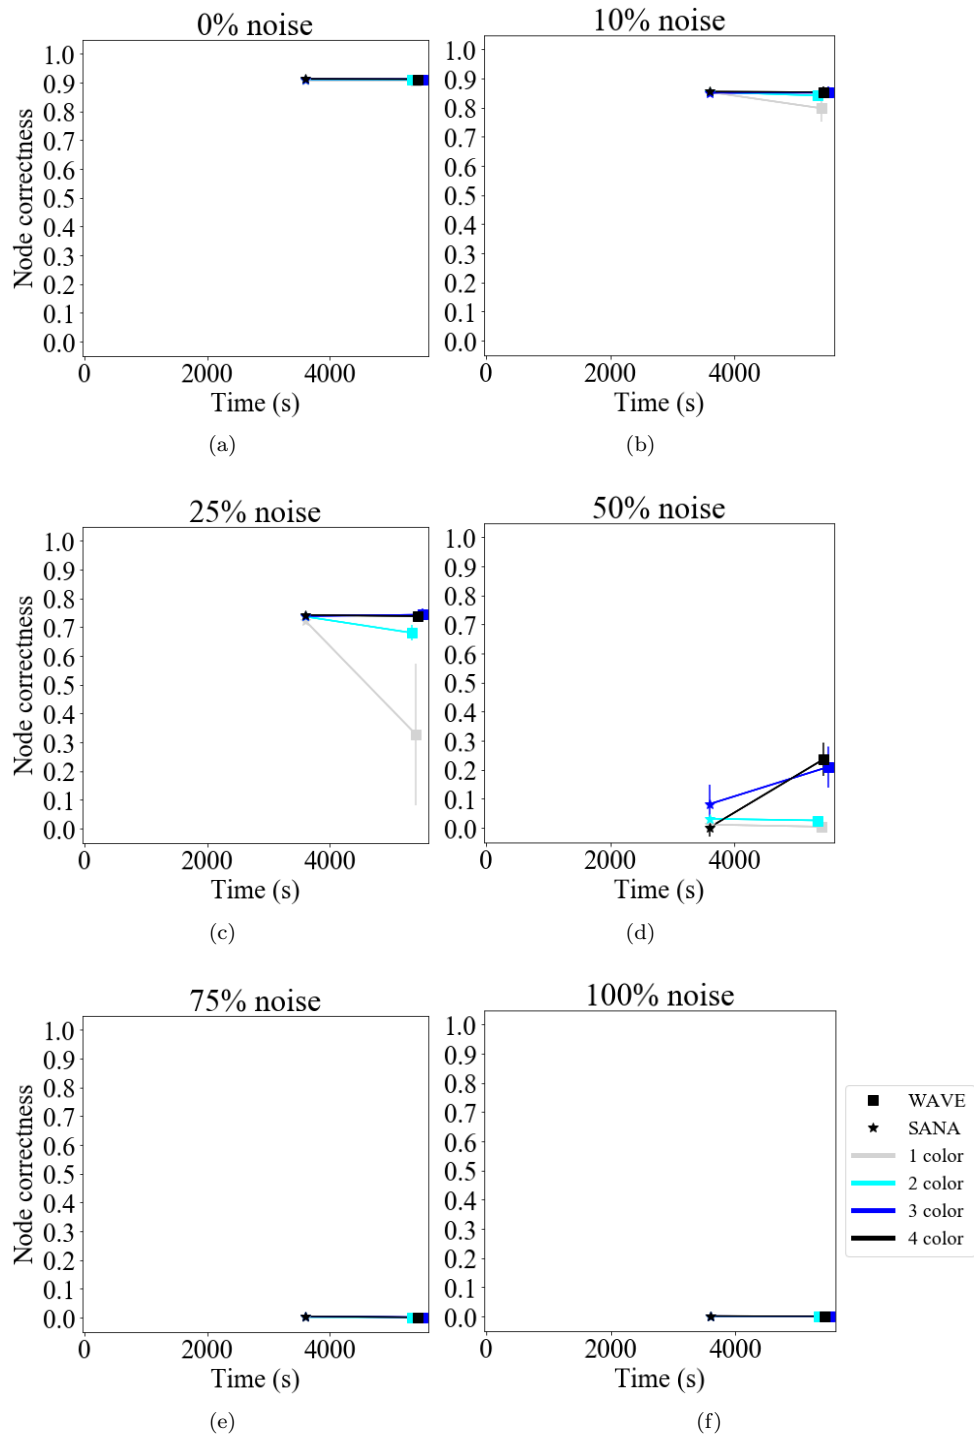 0% noise
10% noise
Node correctness
1.0
0.9
0.8
0.7
0.6
0.5
0.4
0.3
0.2
0.1
0.0
0 2000 4000
Time (s)
(a)
1.0
0.9
0.8
0.7
0.6
0.5
0.4
0.3
0.2
0.1
0.0
0 2000 4000
Time (s)
(b)
25% noise
50% noise
Node correctness
1.0
0.9
0.8
0.7
0.6
0.5
0.4
0.3
0.2
0.1
0.0
0 2000 4000
Time (s)
(c)
1.0
0.9
0.8
0.7
0.6
0.5
0.4
0.3
0.2
0.1
0.0
0 2000 4000
Time (s)
(d)
75% noise
100% noise
Node correctness
1.0
0.9
0.8
0.7
0.6
0.5
0.4
0.3
0.2
0.1
0.0
0 2000 4000
Time (s)
(e)
1.0
0.9
0.8
0.7
0.6
0.5
0.4
0.3
0.2
0.1
0.0
0 2000 4000
Time (s)
(f)
WAVE
SANA
1 color
2 color
3 color
4 color